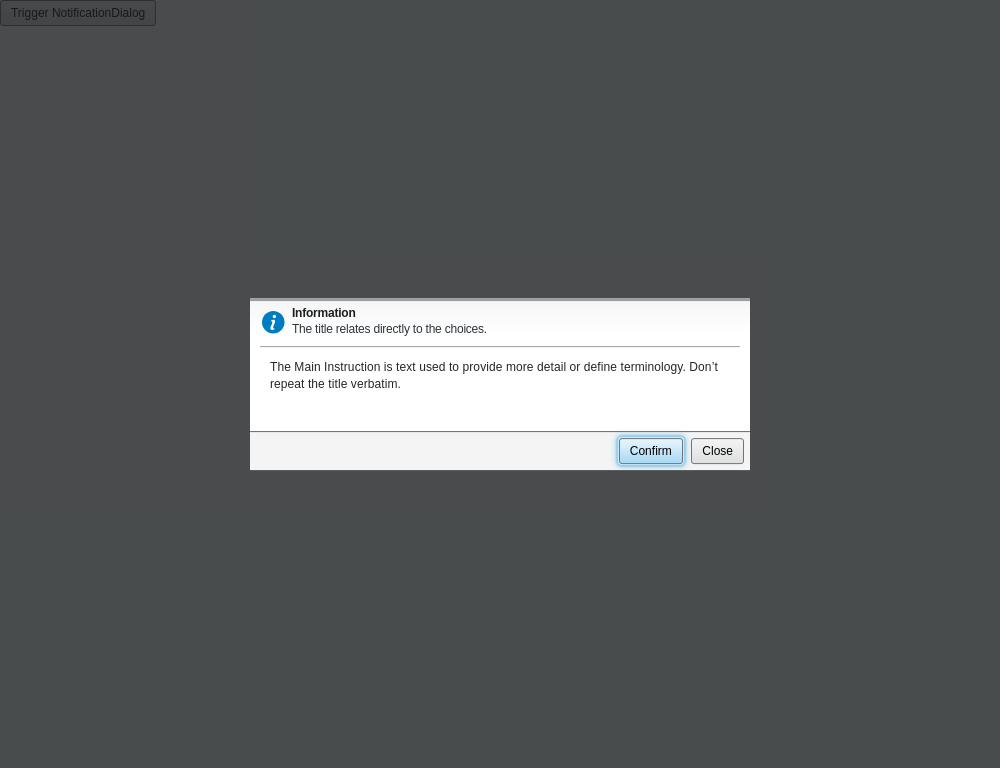 Trigger NotificationDialog
Information
The title relates directly to the choices.
The Main Instruction is text used to provide more detail or define terminology. Don’t
repeat the title verbatim.
Confirm Close